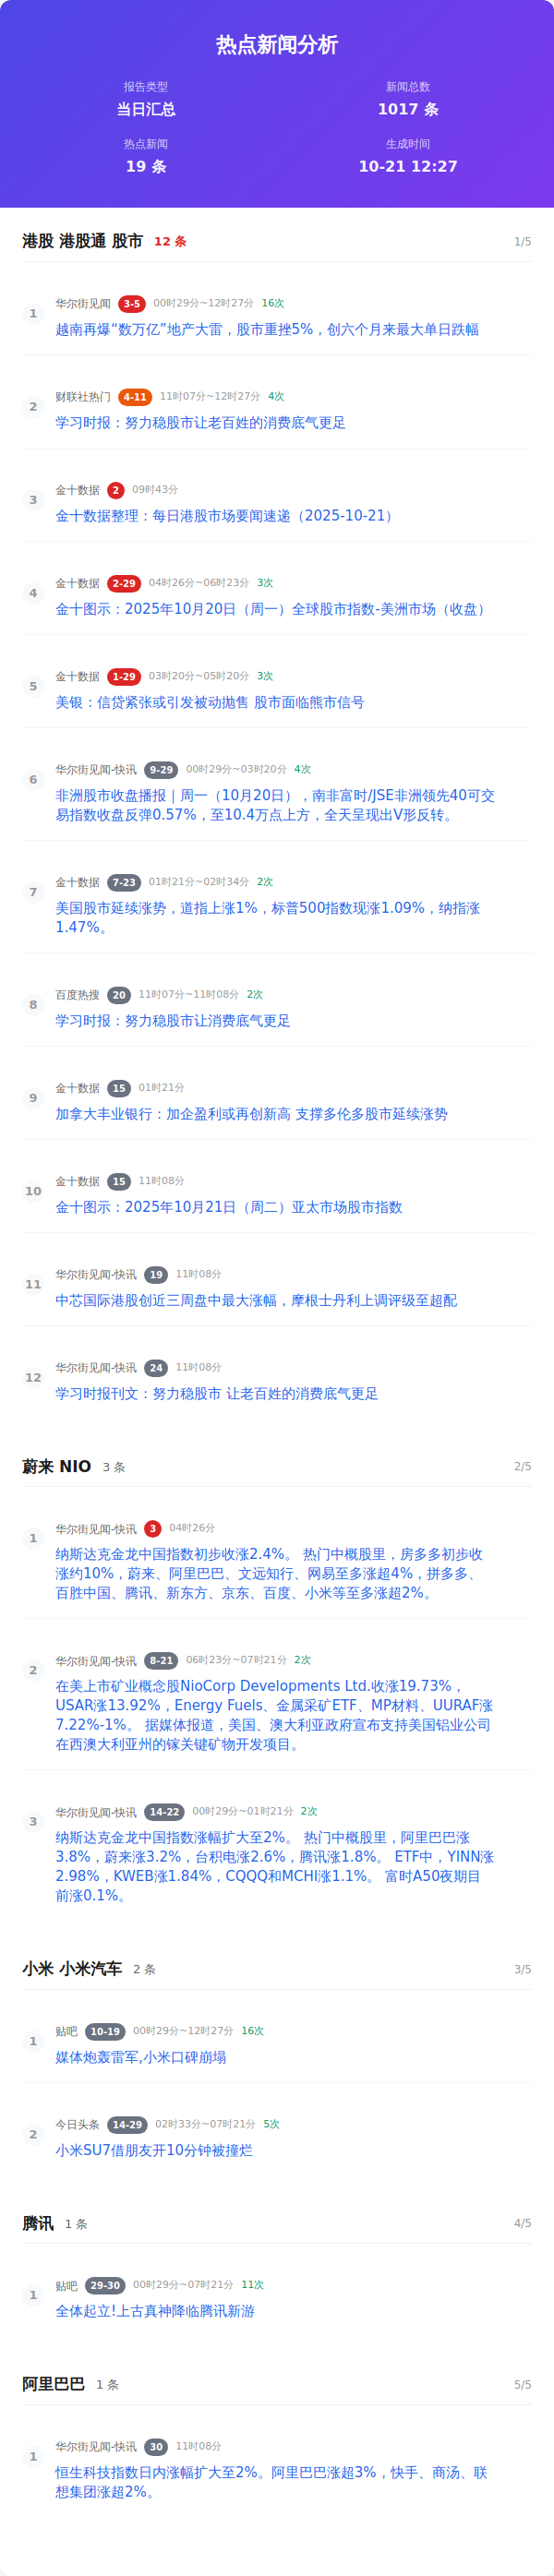 热点新闻分析
报告类型
新闻总数
当日汇总
1017 条
热点新闻
生成时间
19 条
10-21 12:27
港股 港股通 股市 12 条 1/5
1
华尔街见闻 3-5 00时29分~12时27分 16次
越南再爆“数万亿”地产大雷，股市重挫5%，创六个月来最大单日跌幅
2
财联社热门 4-11 11时07分~12时27分 4次
学习时报：努力稳股市让老百姓的消费底气更足
3
金十数据 2 09时43分
金十数据整理：每日港股市场要闻速递（2025-10-21）
4
金十数据 2-29 04时26分~06时23分 3次
金十图示：2025年10月20日（周一）全球股市指数-美洲市场（收盘）
5
金十数据 1-29 03时20分~05时20分 3次
美银：信贷紧张或引发被动抛售 股市面临熊市信号
6
华尔街见闻-快讯 9-29 00时29分~03时20分 4次
非洲股市收盘播报｜周一（10月20日），南非富时/JSE非洲领先40可交
易指数收盘反弹0.57%，至10.4万点上方，全天呈现出V形反转。
7
金十数据 7-23 01时21分~02时34分 2次
美国股市延续涨势，道指上涨1%，标普500指数现涨1.09%，纳指涨
1.47%。
8
百度热搜 20 11时07分~11时08分 2次
学习时报：努力稳股市让消费底气更足
9
金十数据 15 01时21分
加拿大丰业银行：加企盈利或再创新高 支撑多伦多股市延续涨势
10
金十数据 15 11时08分
金十图示：2025年10月21日（周二）亚太市场股市指数
11
华尔街见闻-快讯 19 11时08分
中芯国际港股创近三周盘中最大涨幅，摩根士丹利上调评级至超配
12
华尔街见闻-快讯 24 11时08分
学习时报刊文：努力稳股市 让老百姓的消费底气更足
蔚来 NIO 3 条 2/5
1
华尔街见闻-快讯 3 04时26分
纳斯达克金龙中国指数初步收涨2.4%。 热门中概股里，房多多初步收
涨约10%，蔚来、阿里巴巴、文远知行、网易至多涨超4%，拼多多、
百胜中国、腾讯、新东方、京东、百度、小米等至多涨超2%。
2
华尔街见闻-快讯 8-21 06时23分~07时21分 2次
在美上市矿业概念股NioCorp Developments Ltd.收涨19.73%，
USAR涨13.92%，Energy Fuels、金属采矿ETF、MP材料、UURAF涨
7.22%-1%。 据媒体报道，美国、澳大利亚政府宣布支持美国铝业公司
在西澳大利亚州的镓关键矿物开发项目。
3
华尔街见闻-快讯 14-22 00时29分~01时21分 2次
纳斯达克金龙中国指数涨幅扩大至2%。 热门中概股里，阿里巴巴涨
3.8%，蔚来涨3.2%，台积电涨2.6%，腾讯涨1.8%。 ETF中，YINN涨
2.98%，KWEB涨1.84%，CQQQ和MCHI涨1.1%。 富时A50夜期目
前涨0.1%。
小米 小米汽车 2 条 3/5
1
贴吧 10-19 00时29分~12时27分 16次
媒体炮轰雷军,小米口碑崩塌
2
今日头条 14-29 02时33分~07时21分 5次
小米SU7借朋友开10分钟被撞烂
腾讯 1 条 4/5
1
贴吧 29-30 00时29分~07时21分 11次
全体起立!上古真神降临腾讯新游
阿里巴巴 1 条 5/5
1
华尔街见闻-快讯 30 11时08分
恒生科技指数日内涨幅扩大至2%。阿里巴巴涨超3%，快手、商汤、联
想集团涨超2%。